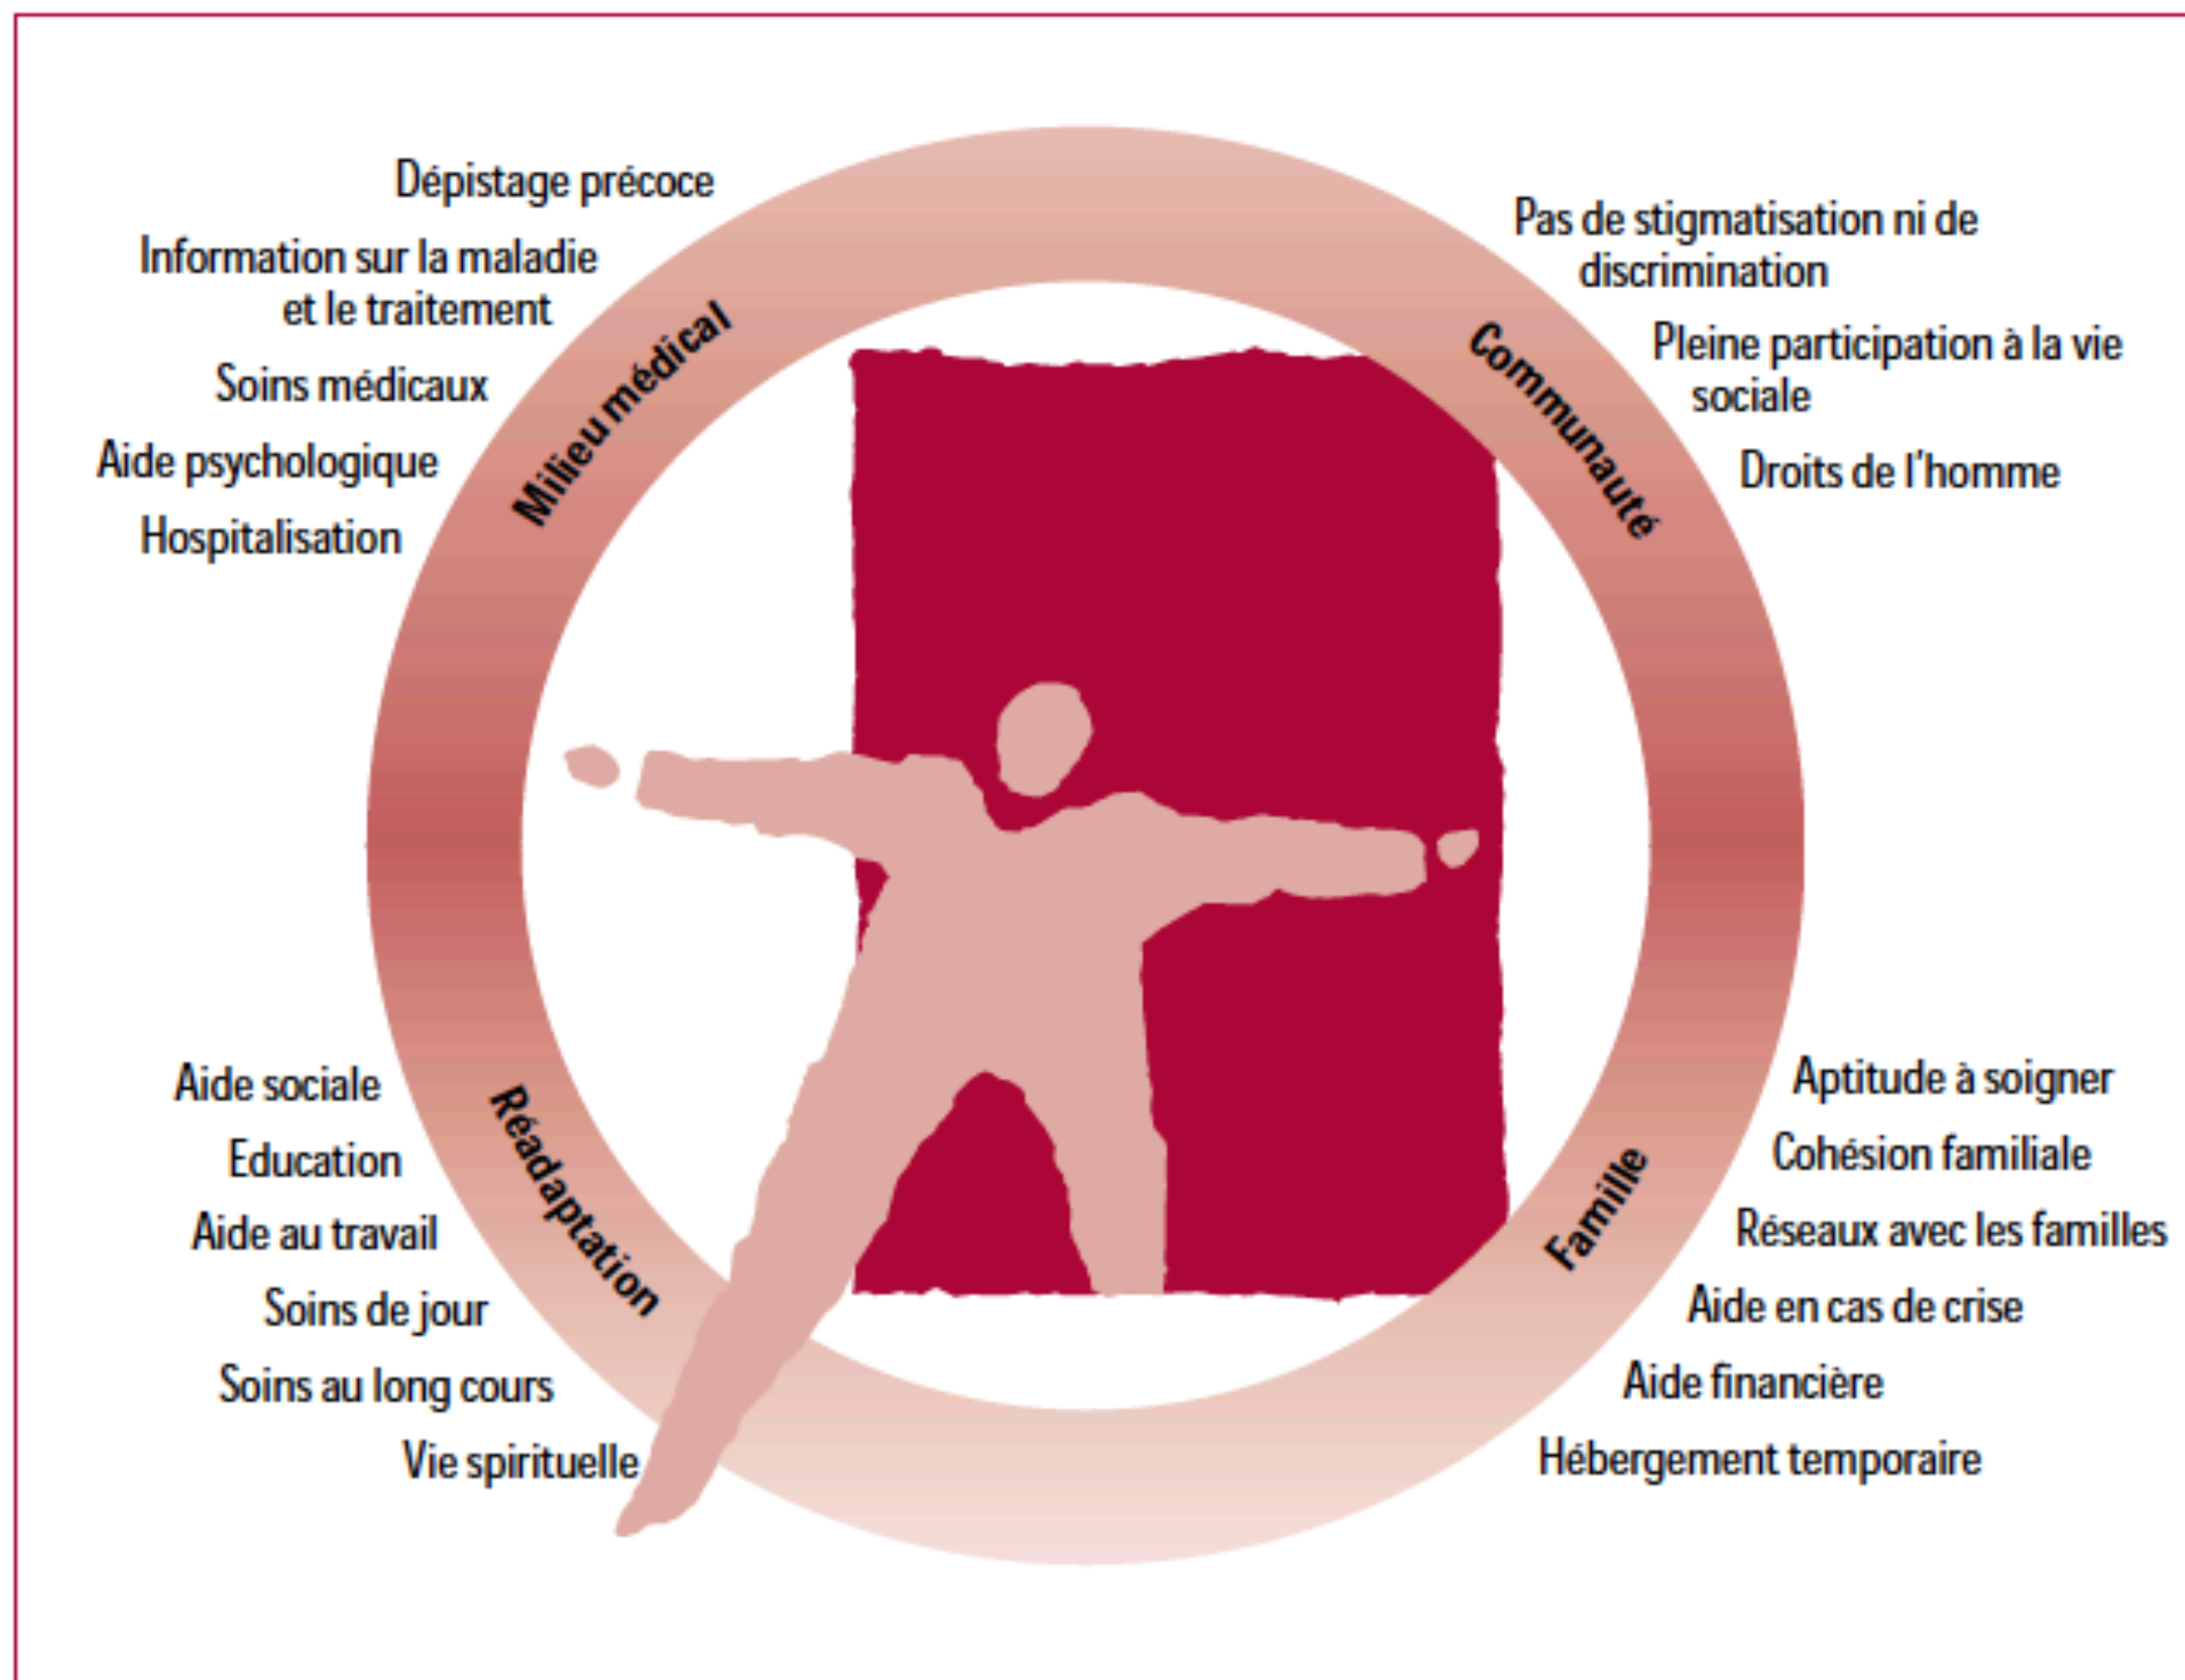 Dépistage précoce
Information sur la maladie
et le traitement
Soins médicaux
Aide psychologique
Hospitalisation
Milieu médical
Pas de stigmatisation ni de
discrimination
Pleine participation à la vie
sociale
Droits de l'homme
Communauté
Aide sociale
Education
Aide au travail
Soins de jour
Soins au long cours
Vie spirituelle
Réadaptation
Aptitude à soigner
Cohésion familiale
Réseaux avec les familles
Aide en cas de crise
Aide financière
Hébergement temporaire
Famille